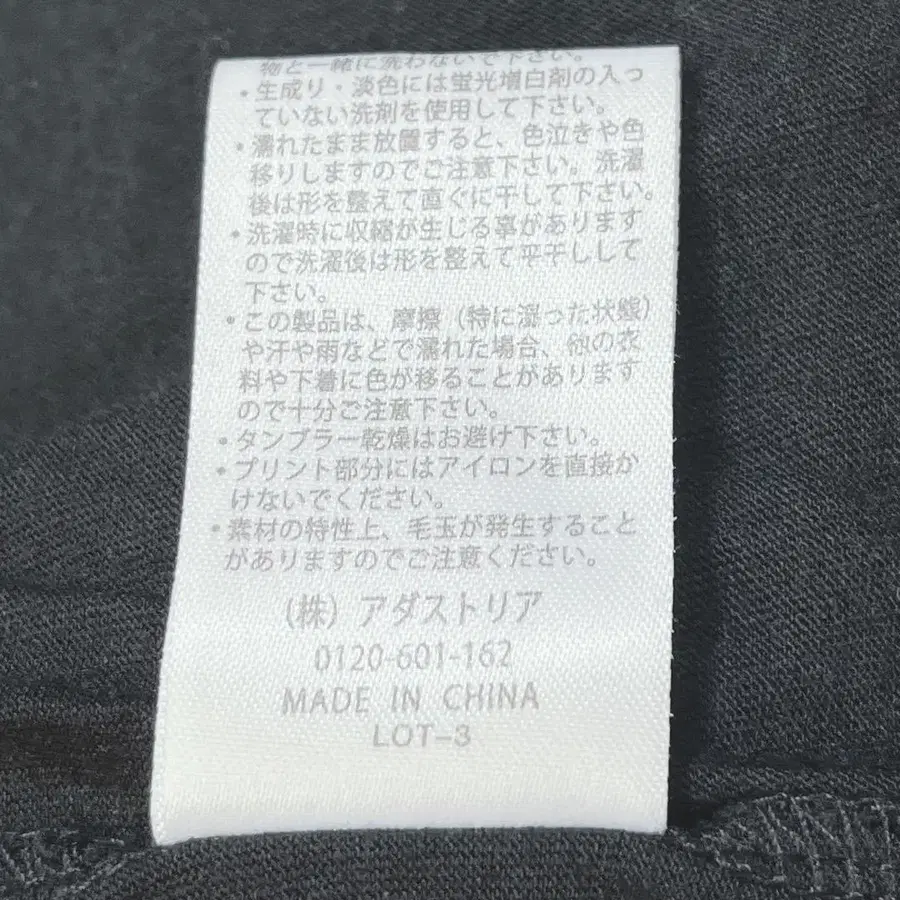 物と一緒に洗わないで下さい。
・生成り・淡色には蛍光増白剤の入っ
ていない洗剤を使用して下さい。
・濡れたまま放置すると、色泣きや色
移りしますのでご注意下さい。洗濯
後は形を整えて直ぐに干して下さい。
・洗濯時に収縮が生じる事があります
ので洗濯後は形を整えて平干しして
下さい。
・この製品は、摩擦（特に湿った状態）
や汗や雨などで濡れた場合、他の衣
料や下着に色が移ることがあります
ので十分ご注意下さい。
・タンブラー乾燥はお避け下さい。
・プリント部分にはアイロンを直接か
けないでください。
・素材の特性上、毛玉が発生すること
がありますのでご注意ください。
（株）アダストリア
0120-601-162
MADE IN CHINA
LOT-3